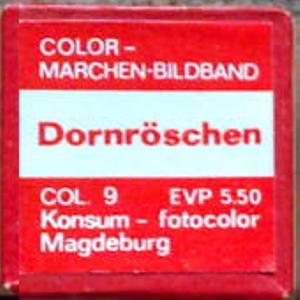 COLOR-
MARCHEN-BILDBAND
Dornröschen
COL. 9 EVP 5.50
Konsum - fotocolor
Magdeburg